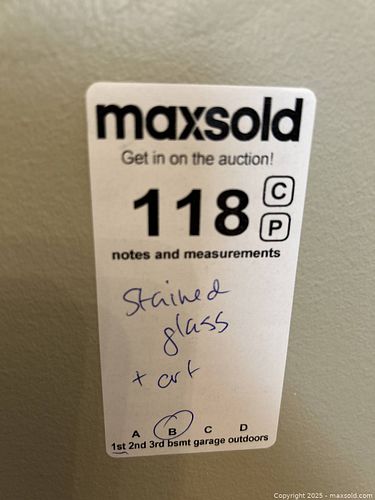 maxsold
Get in on the auction!
118 C
P
notes and measurements
Stained
glass
+ art
A B C D
1st 2nd 3rd bsmt garage outdoors
Copyright 2025 - maxsold.com